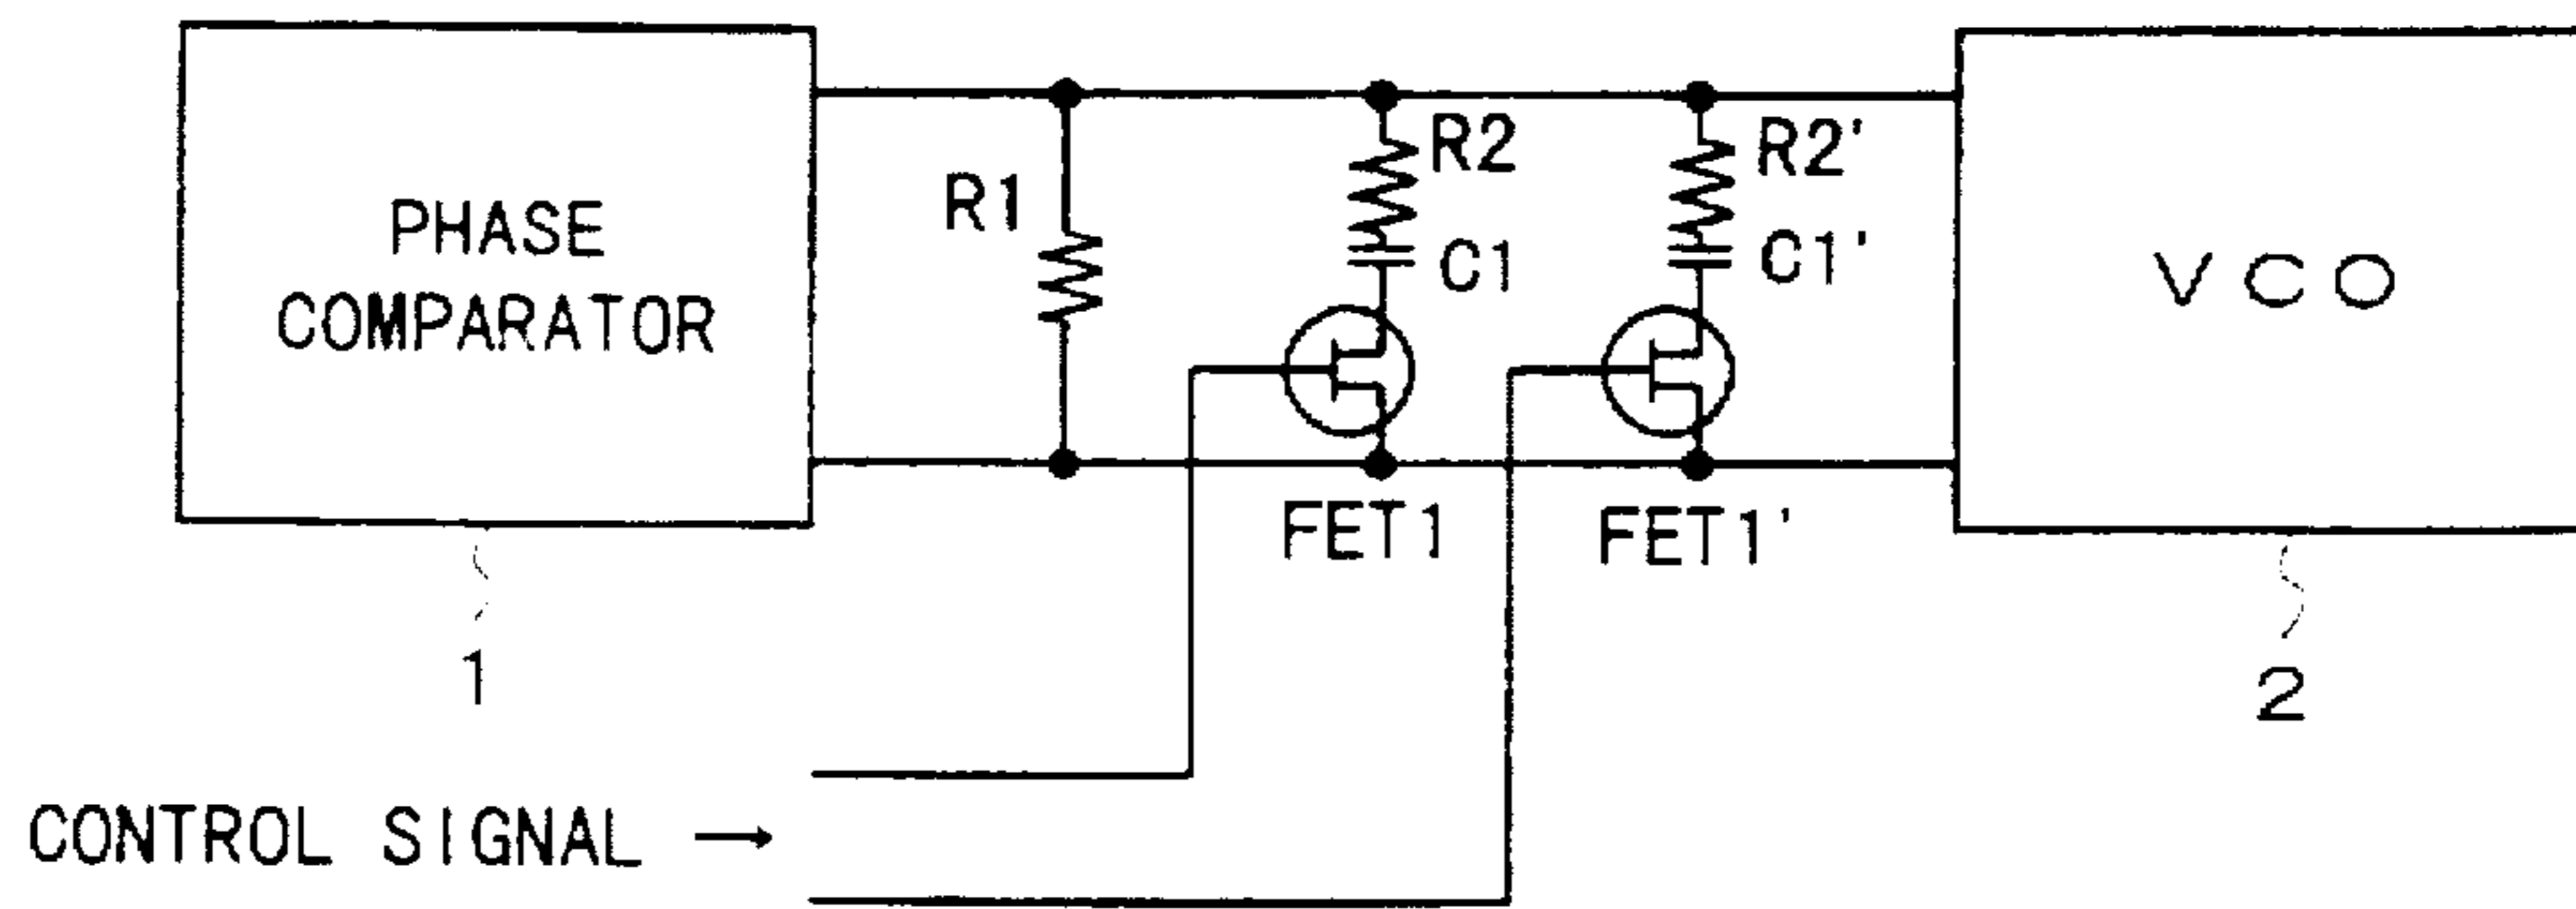 PHASE
COMPARATOR
R1
R2
C1
R2'
C1'
VCO
FET1
FET1'
1
2
CONTROL SIGNAL →